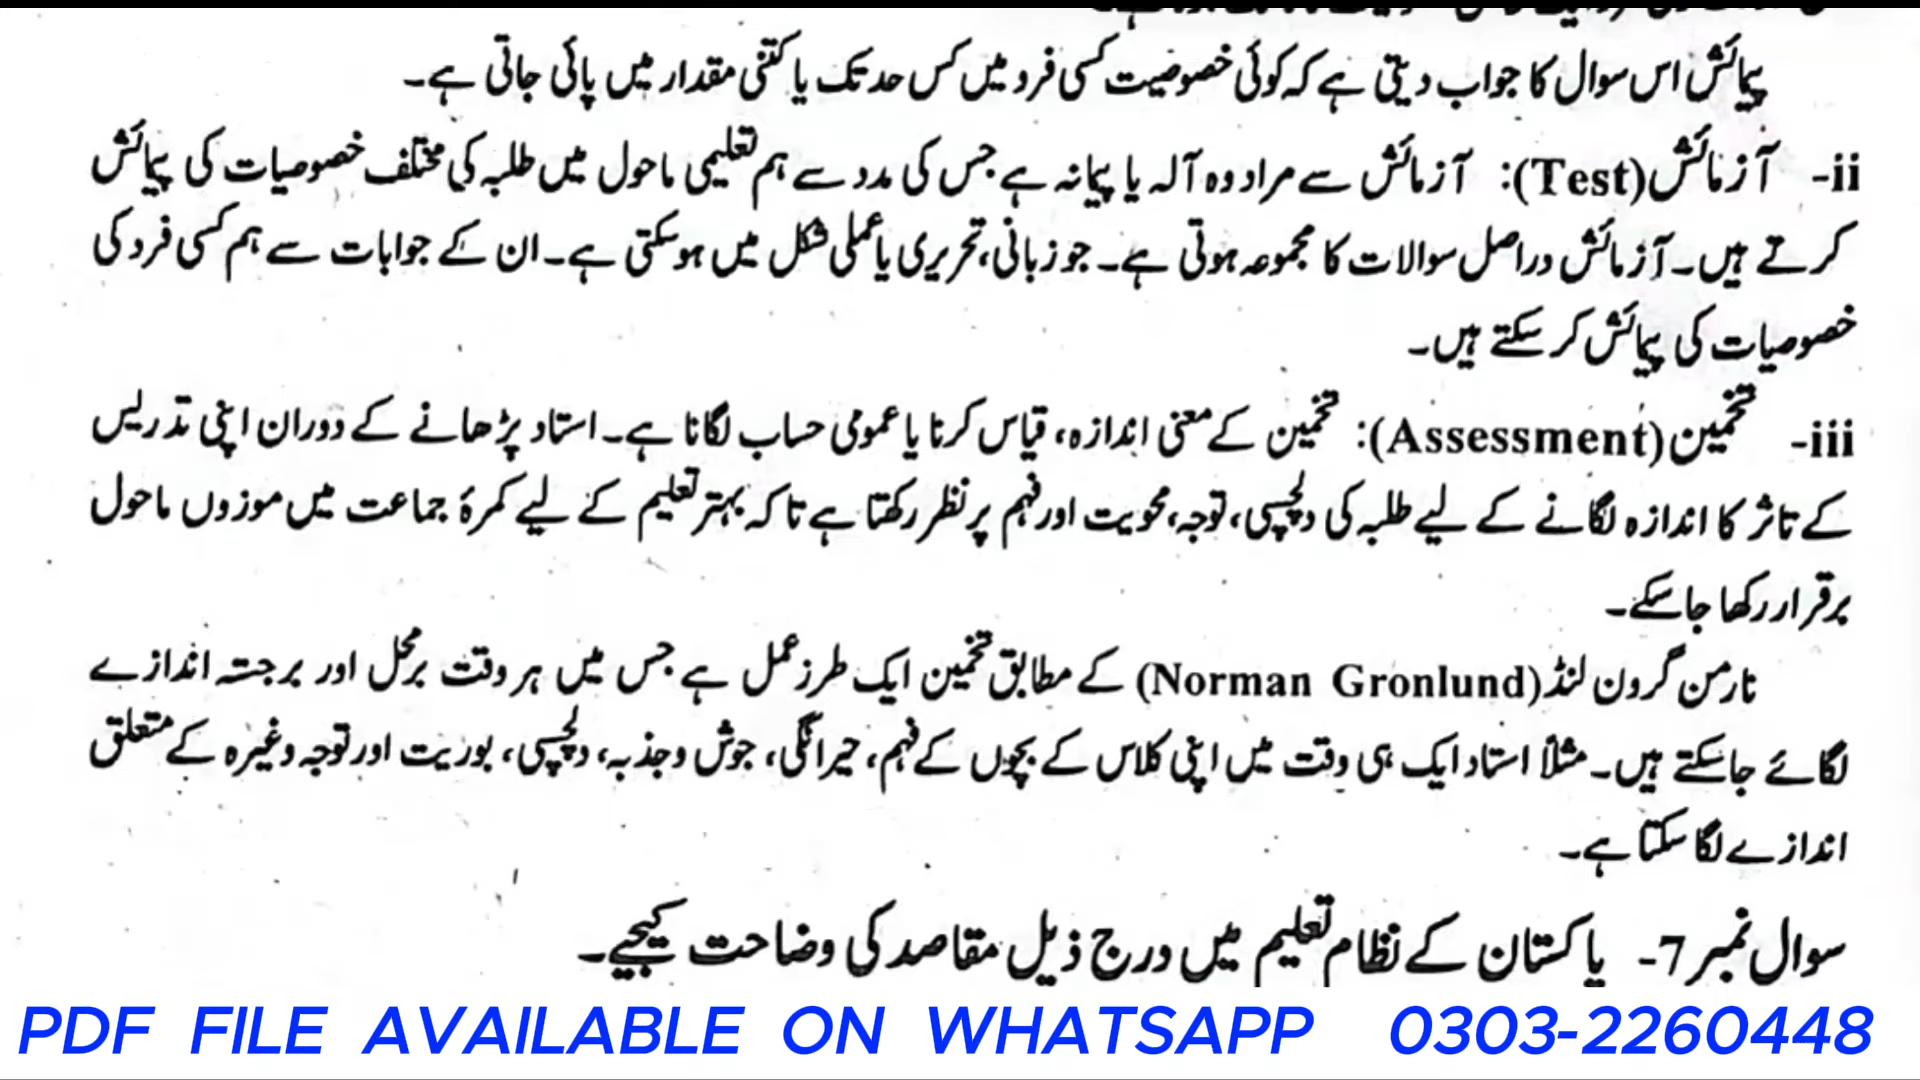 پیمائش اس سوال کا جواب دیتی ہے کہ کوئی خصوصیت کسی فرد میں کس حد تک یا کتنی مقدار میں پائی جاتی ہے۔
ii- آزمائش (Test): آزمائش سے مراد وہ آلہ یا پیمانہ ہے جس کی مدد سے ہم تعلیمی ماحول میں طلبہ کی مختلف خصوصیات کی پیمائش
کرتے ہیں۔ آزمائش دراصل سوالات کا مجموعہ ہوتی ہے۔ جو زبانی، تحریری یا عملی شکل میں ہو سکتی ہے۔ ان کے جوابات سے ہم کسی فرد کی
خصوصیات کی پیمائش کر سکتے ہیں۔
iii- تخمین (Assessment): تخمین کے معنی اندازہ، قیاس کرنا یا عمومی حساب لگانا ہے۔ استاد پڑھانے کے دوران اپنی تدریس
کے تاثر کا اندازہ لگانے کے لیے طلبہ کی دلچسپی، توجہ، محویت اور فہم پر نظر رکھتا ہے تاکہ بہتر تعلیم کے لیے کمرۂ جماعت میں موزوں ماحول
برقرار رکھا جا سکے۔
نارمن گرون لنڈ (Norman Gronlund) کے مطابق تخمین ایک طرز عمل ہے جس میں ہر وقت برمحل اور برجستہ اندازے
لگائے جا سکتے ہیں۔ مثلاً استاد ایک ہی وقت میں اپنی کلاس کے بچوں کے فہم، حیرانگی، جوش و جذبہ، دلچسپی، بوریت اور توجہ وغیرہ کے متعلق
اندازے لگا سکتا ہے۔
سوال نمبر 7- پاکستان کے نظام تعلیم میں درج ذیل مقاصد کی وضاحت کیجیے۔
PDF FILE AVAILABLE ON WHATSAPP 0303-2260448